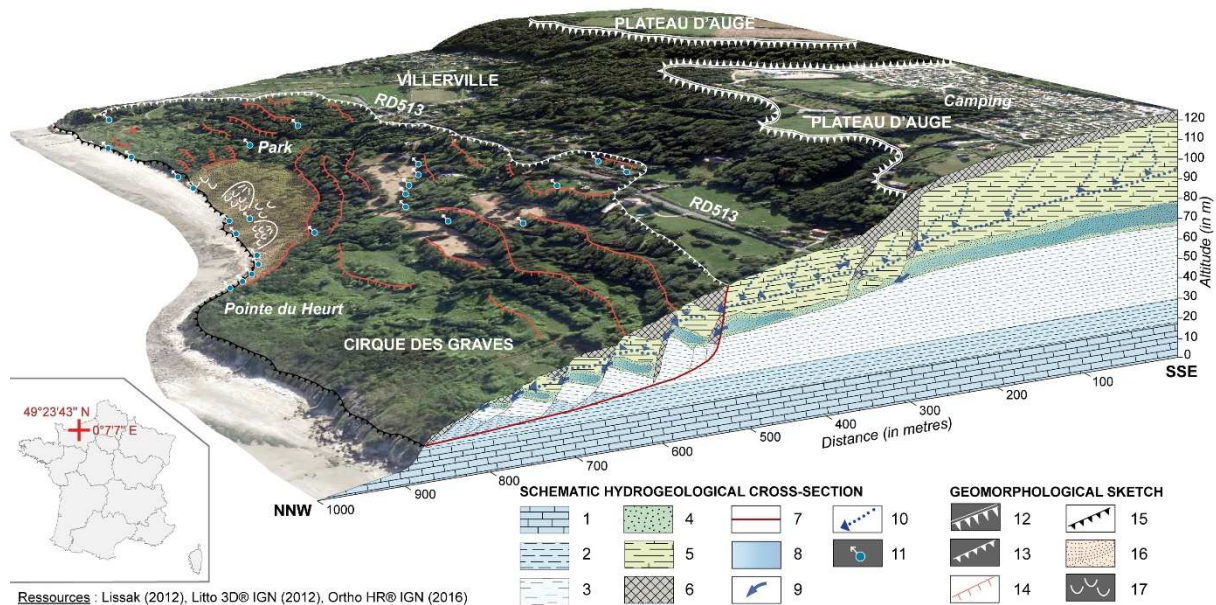 PLATEAU D'AUGE
VILLERVILLE
RD513
Camping
PLATEAU D'AUGE
Park
RD513
Pointe du Heurt
CIRQUE DES GRAVES
120
110
100
90
80
70
60
50
40
30
20
10
0
Altitude (in m)
SSE
100
200
300
400
500
600
700
800
900
1000
Distance (in metres)
NNW
49°23'43" N
0°7'7" E
SCHEMATIC HYDROGEOLOGICAL CROSS-SECTION
1
2
3
4
5
6
7
8
9
10
11
GEOMORPHOLOGICAL SKETCH
12
13
14
15
16
17
Ressources : Lissak (2012), Litto 3D® IGN (2012), Ortho HR® IGN (2016)